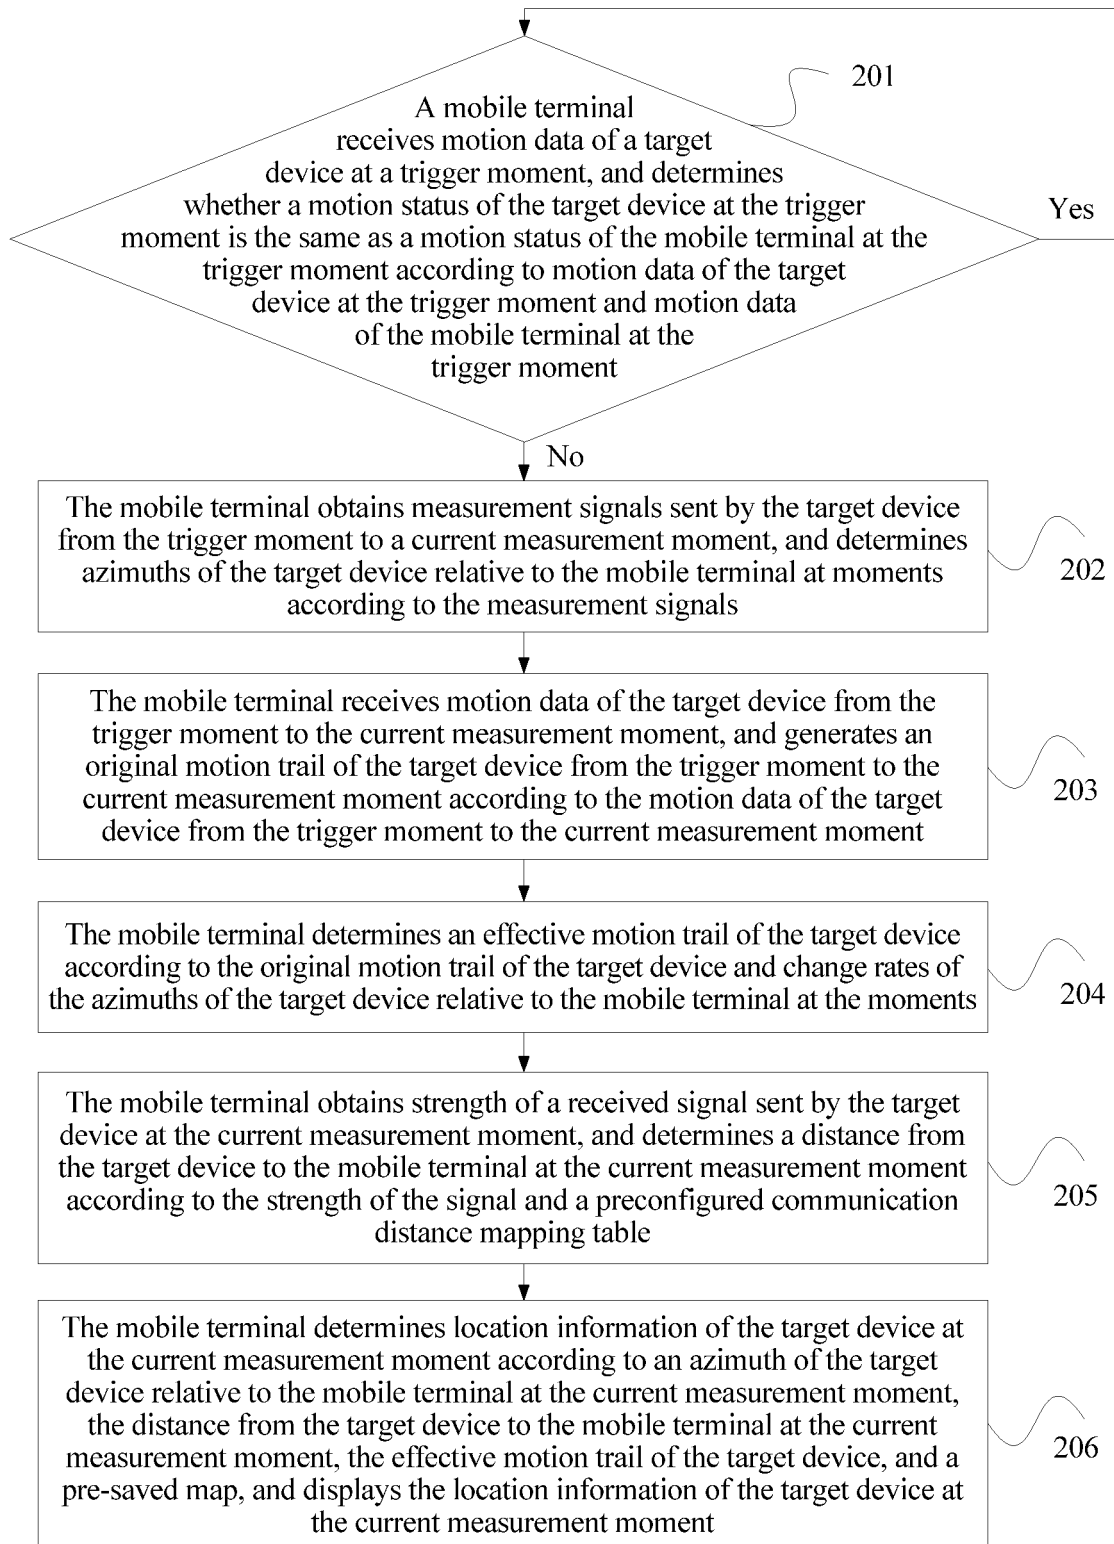 201
A mobile terminal
receives motion data of a target
device at a trigger moment, and determines
whether a motion status of the target device at the trigger
moment is the same as a motion status of the mobile terminal at the
trigger moment according to motion data of the target
device at the trigger moment and motion data
of the mobile terminal at the
trigger moment
Yes
No
The mobile terminal obtains measurement signals sent by the target device
from the trigger moment to a current measurement moment, and determines
azimuths of the target device relative to the mobile terminal at moments
according to the measurement signals
202
The mobile terminal receives motion data of the target device from the
trigger moment to the current measurement moment, and generates an
original motion trail of the target device from the trigger moment to the
current measurement moment according to the motion data of the target
device from the trigger moment to the current measurement moment
203
The mobile terminal determines an effective motion trail of the target device
according to the original motion trail of the target device and change rates of
the azimuths of the target device relative to the mobile terminal at the moments
204
The mobile terminal obtains strength of a received signal sent by the target
device at the current measurement moment, and determines a distance from
the target device to the mobile terminal at the current measurement moment
according to the strength of the signal and a preconfigured communication
distance mapping table
205
The mobile terminal determines location information of the target device at
the current measurement moment according to an azimuth of the target
device relative to the mobile terminal at the current measurement moment,
the distance from the target device to the mobile terminal at the current
measurement moment, the effective motion trail of the target device, and a
pre-saved map, and displays the location information of the target device at
the current measurement moment
206